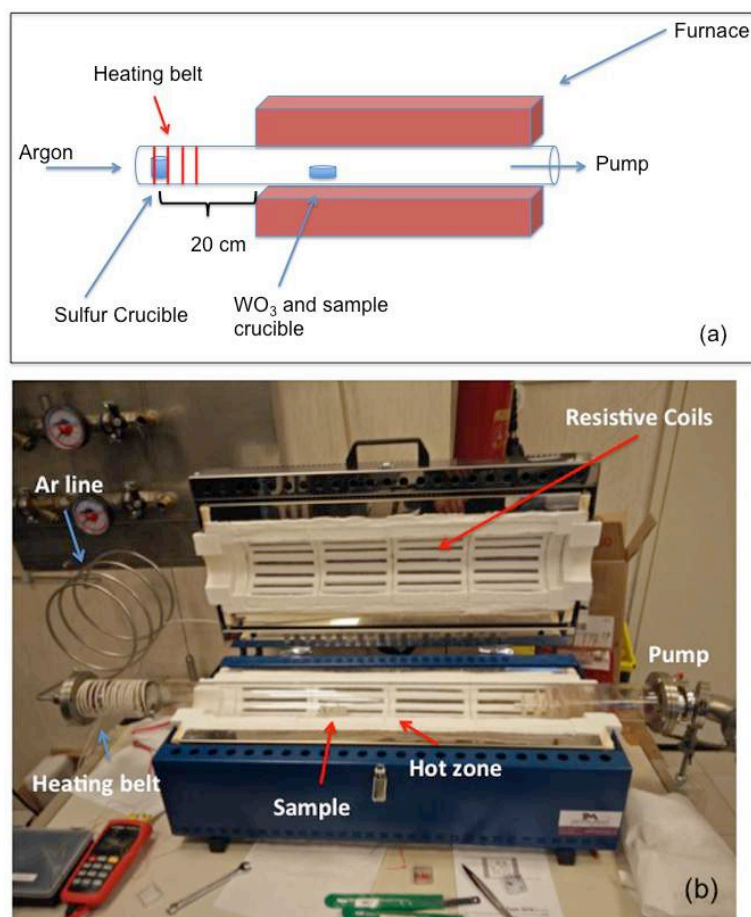 Furnace
Heating belt
Argon
Pump
20 cm
Sulfur Crucible
WO₃ and sample
crucible
(a)
Resistive Coils
Ar line
Pump
Heating belt
Hot zone
Sample
(b)